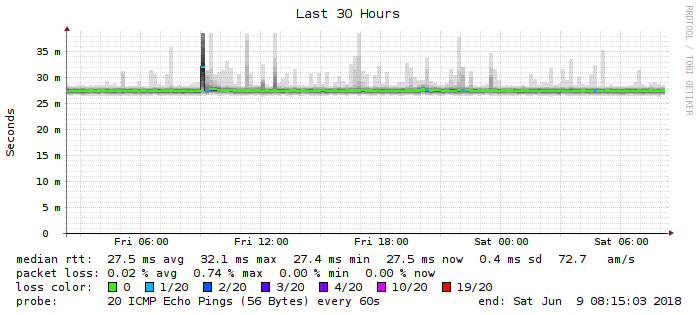 Last 30 Hours
RRDTOOL / TOBI OETIKER
Seconds
35 m
30 m
25 m
20 m
15 m
10 m
5 m
0
Fri 06:00 Fri 12:00 Fri 18:00 Sat 00:00 Sat 06:00
median rtt: 27.5 ms avg 32.1 ms max 27.4 ms min 27.5 ms now 0.4 ms sd 72.7 am/s
packet loss: 0.02 % avg 0.74 % max 0.00 % min 0.00 % now
loss color: 0 1/20 2/20 3/20 4/20 10/20 19/20
probe: 20 ICMP Echo Pings (56 Bytes) every 60s end: Sat Jun 9 08:15:03 2018